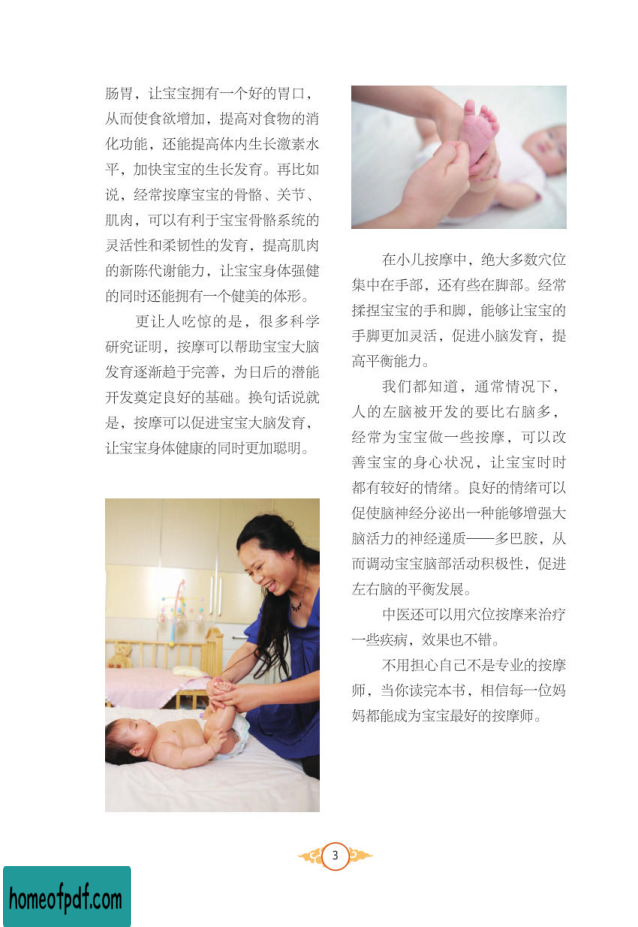 肠胃，让宝宝拥有一个好的胃口，
从而使食欲增加，提高对食物的消
化功能，还能提高体内生长激素水
平，加快宝宝的生长发育。再比如
说，经常按摩宝宝的骨骼、关节、
肌肉，可以有利于宝宝骨骼系统的
灵活性和柔韧性的发育，提高肌肉
的新陈代谢能力，让宝宝身体强健
的同时还能拥有一个健美的体形。
更让人吃惊的是，很多科学
研究证明，按摩可以帮助宝宝大脑
发育逐渐趋于完善，为日后的潜能
开发奠定良好的基础。换句话说就
是，按摩可以促进宝宝大脑发育，
让宝宝身体健康的同时更加聪明。
在小儿按摩中，绝大多数穴位
集中在手部，还有些在脚部。经常
揉捏宝宝的手和脚，能够让宝宝的
手脚更加灵活，促进小脑发育，提
高平衡能力。
我们都知道，通常情况下，
人的左脑被开发的要比右脑多，
经常为宝宝做一些按摩，可以改
善宝宝的身心状况，让宝宝时时
都有较好的情绪。良好的情绪可以
促使脑神经分泌出一种能够增强大
脑活力的神经递质——多巴胺，从
而调动宝宝脑部活动积极性，促进
左右脑的平衡发展。
中医还可以用穴位按摩来治疗
一些疾病，效果也不错。
不用担心自己不是专业的按摩
师，当你读完本书，相信每一位妈
妈都能成为宝宝最好的按摩师。
3
homeofpdf.com